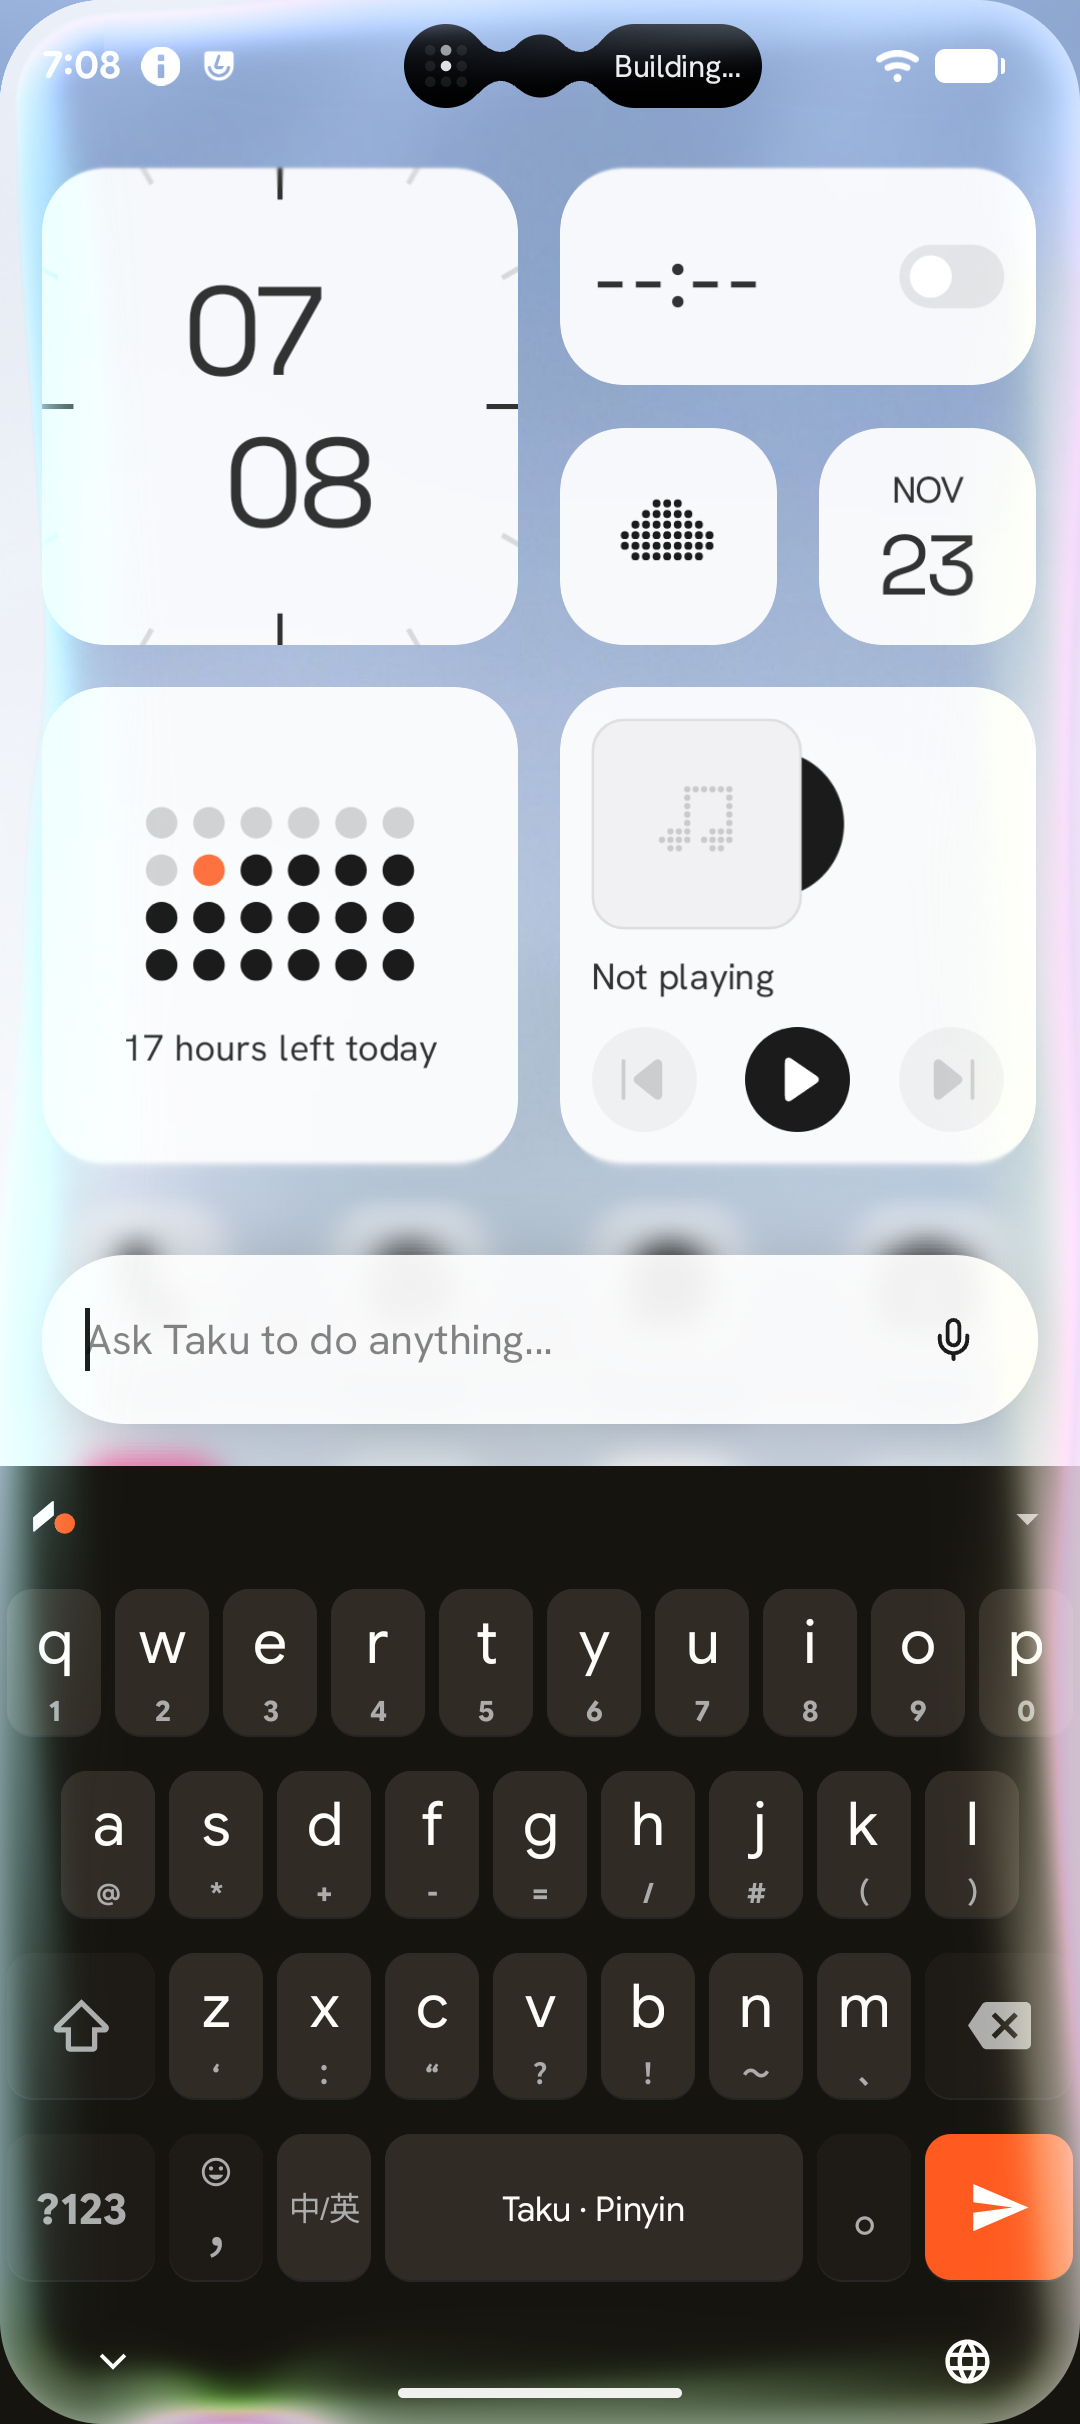 7:08
Building...
07
08
--:--
NOV
23
17 hours left today
Not playing
Ask Taku to do anything...
q w e r t y u i o p
1 2 3 4 5 6 7 8 9 0
a s d f g h j k l
@ * + - = / # ( )
z x c v b n m
‘ : “ ? ! ～ 、
?123 ， 中/英 Taku · Pinyin 。